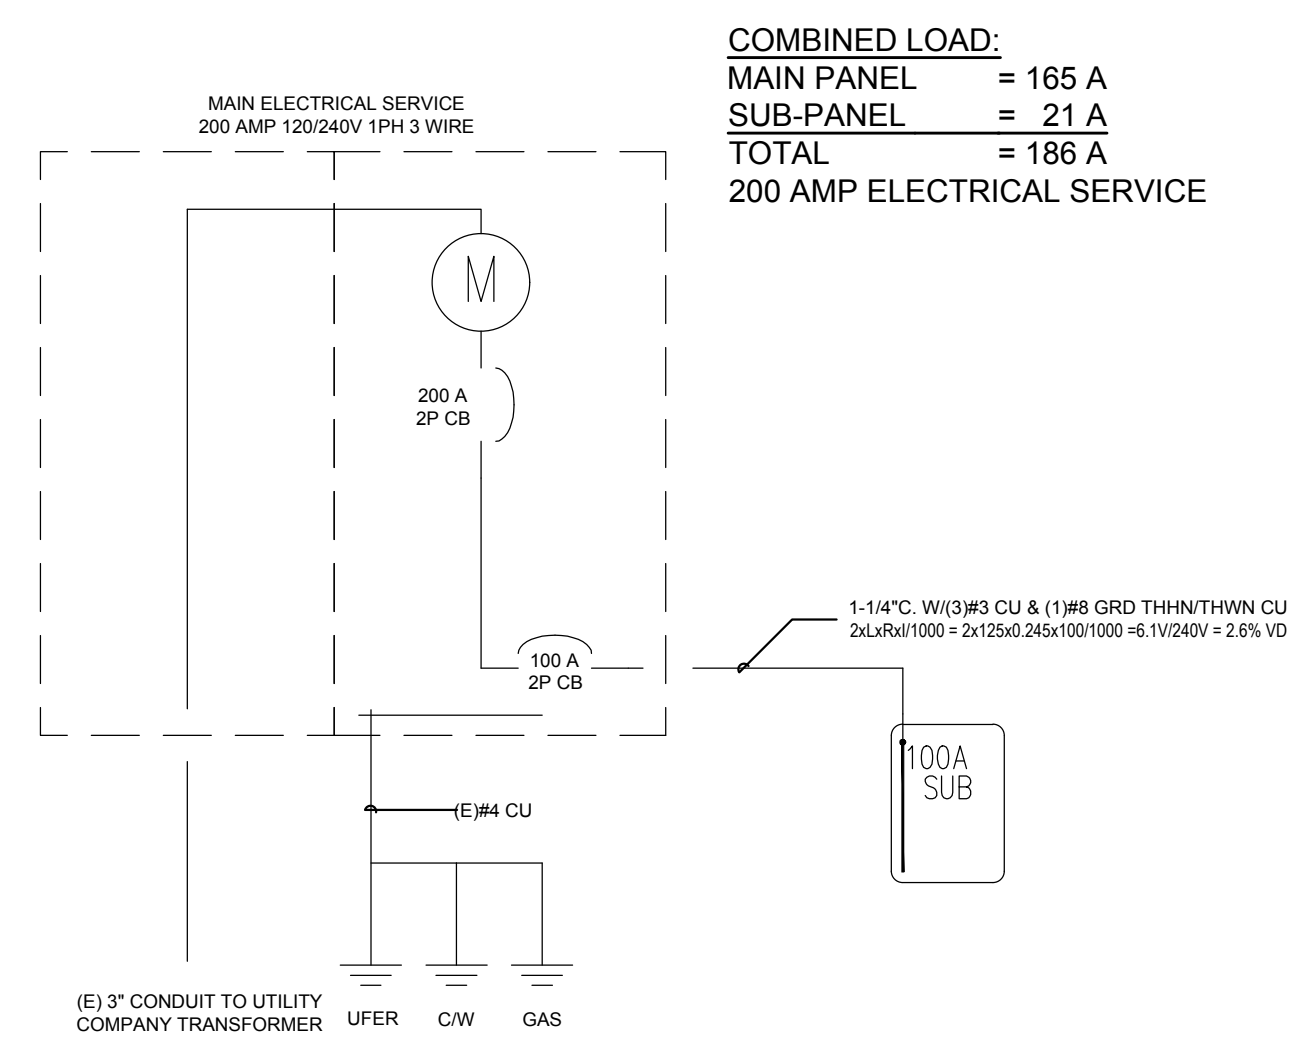 COMBINED LOAD:
MAIN PANEL = 165 A
SUB-PANEL = 21 A
TOTAL = 186 A
200 AMP ELECTRICAL SERVICE
MAIN ELECTRICAL SERVICE
200 AMP 120/240V 1PH 3 WIRE
M
200 A
2P CB
1-1/4"C. W/(3)#3 CU & (1)#8 GRD THHN/THWN CU
2xLxRxI/1000 = 2x125x0.245x100/1000 =6.1V/240V = 2.6% VD
100 A
2P CB
100A
SUB
(E)#4 CU
(E) 3" CONDUIT TO UTILITY
COMPANY TRANSFORMER
UFER C/W GAS